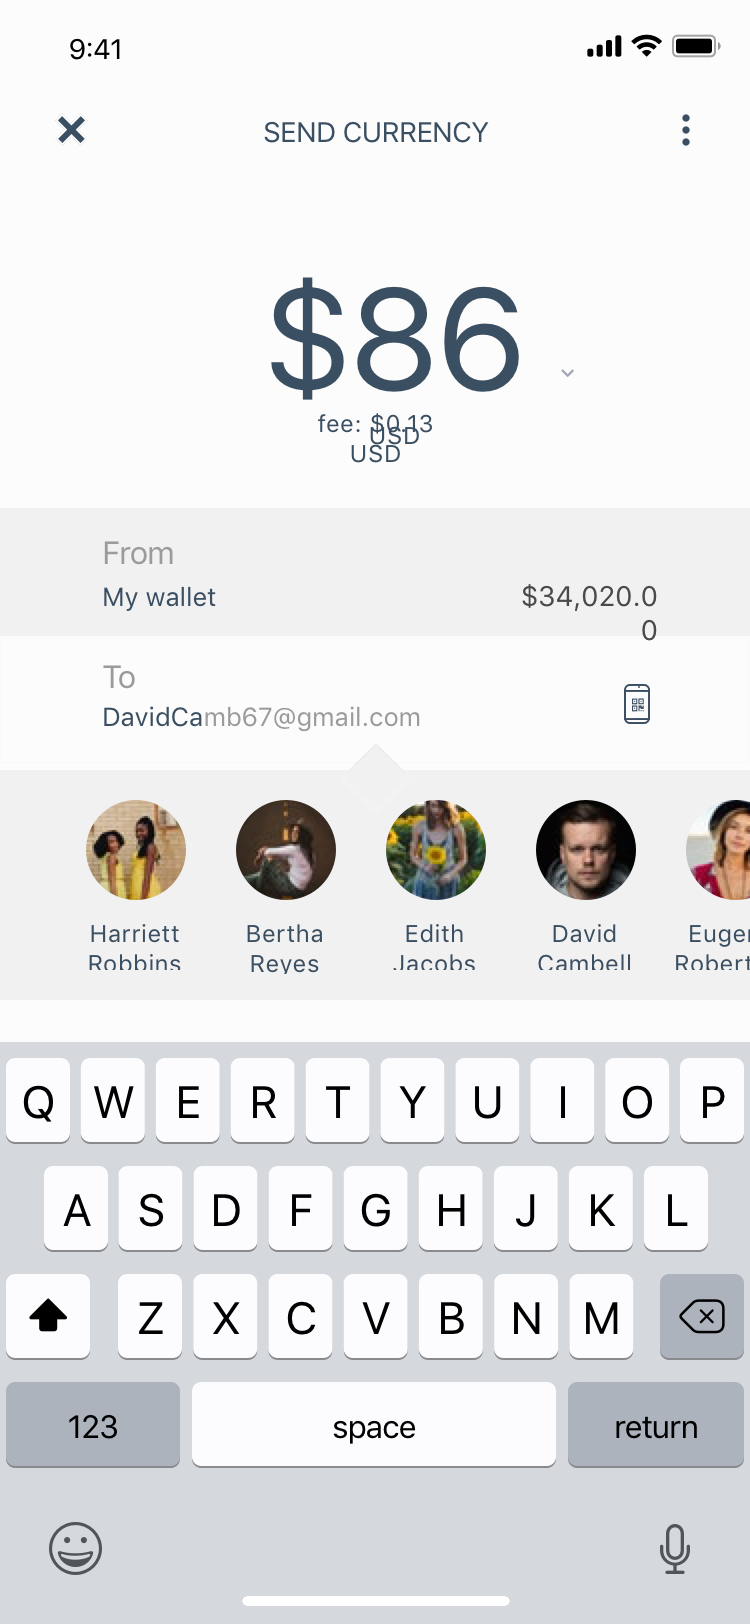 9:41
SEND CURRENCY
$86
fee: $0.13
USD
USD
From
My wallet
$34,020.0
0
To
DavidCamb67@gmail.com
Harriett
Robbins
Bertha
Reyes
Edith
Jacobs
David
Cambell
Euger
Robert
Q W E R T Y U I O P
A S D F G H J K L
Z X C V B N M
123 space return